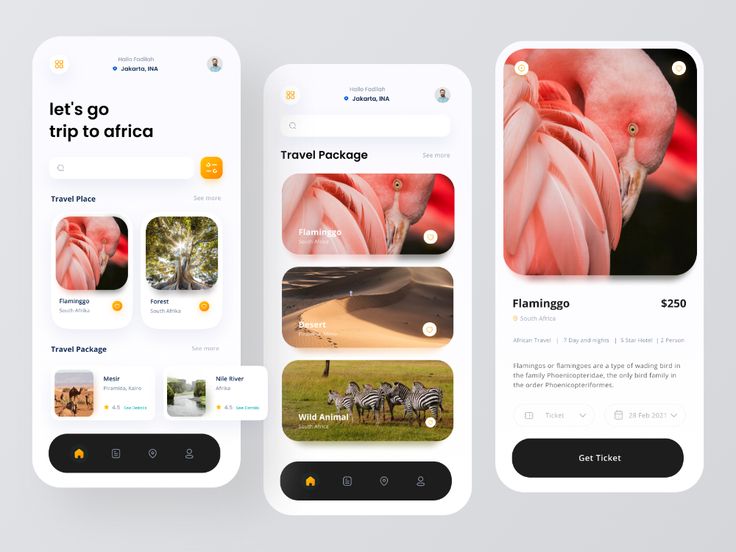 Hallo Fadilah
Jakarta, INA
let's go
trip to africa
Travel Place
See more
Flaminggo
South Afrika
Forest
South Afrika
Travel Package
See more
Mesir
Piramida, Kairo
4.5
See Details
Nile River
Afrika
4.5
See Details
Hallo Fadilah
Jakarta, INA
Travel Package
See more
Flaminggo
South Africa
Desert
Wild Animal
South Africa
Flaminggo
$250
South Africa
African Travel | 7 Day and nights | 5 Star Hotel | 2 Person
Flamingos or flamingoes are a type of wading bird in
the family Phoenicopteridae, the only bird family in
the order Phoenicopteriformes.
Ticket
28 Feb 2021
Get Ticket